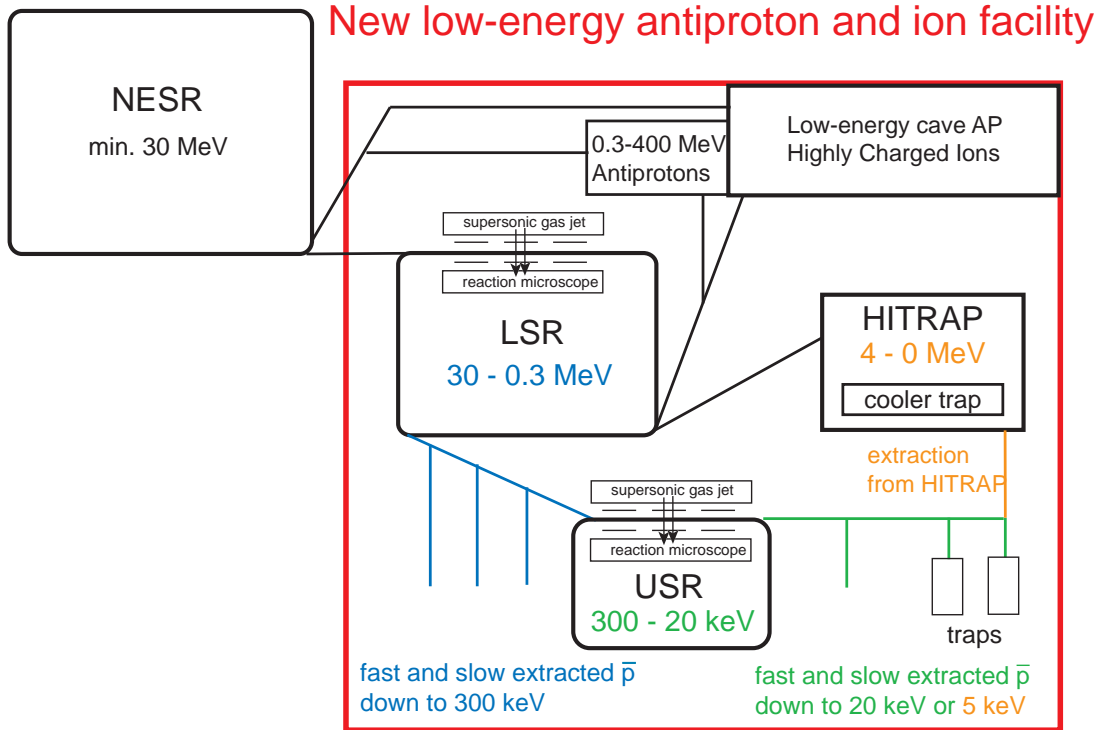 New low-energy antiproton and ion facility
NESR
min. 30 MeV
Low-energy cave AP
Highly Charged Ions
0.3-400 MeV
Antiprotons
supersonic gas jet
reaction microscope
LSR
30 - 0.3 MeV
HITRAP
4 - 0 MeV
cooler trap
extraction
from HITRAP
supersonic gas jet
reaction microscope
USR
300 - 20 keV
traps
fast and slow extracted p̅
down to 300 keV
fast and slow extracted p̅
down to 20 keV or 5 keV